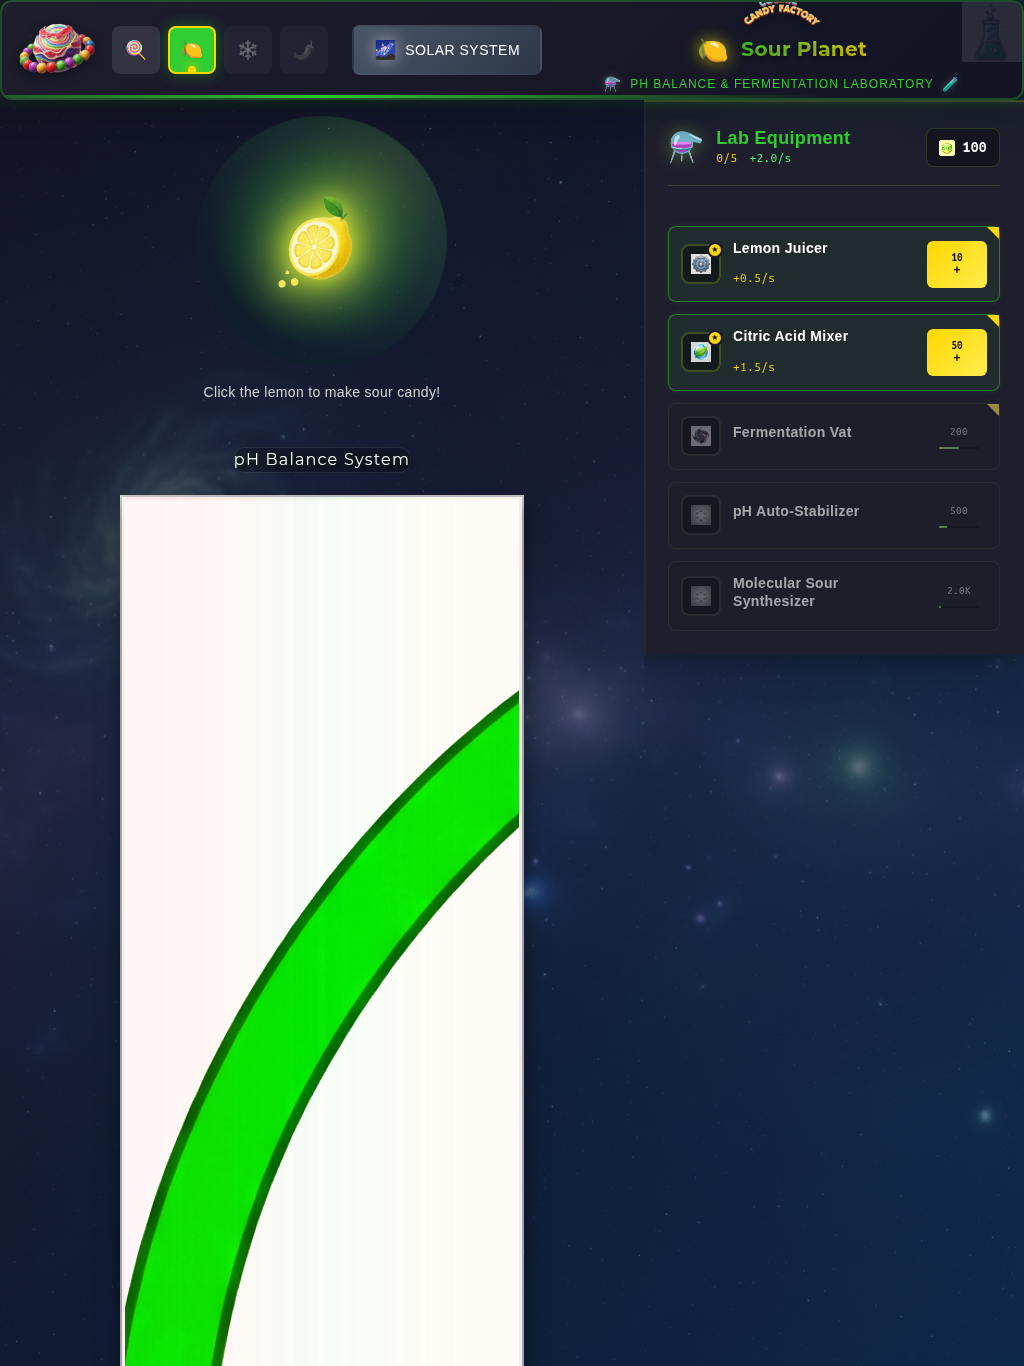 CANDY FACTORY
SOLAR SYSTEM
Sour Planet
PH BALANCE & FERMENTATION LABORATORY
Click the lemon to make sour candy!
pH Balance System
Lab Equipment
0/5 +2.0/s
100
Lemon Juicer
+0.5/s
10
+
Citric Acid Mixer
+1.5/s
50
+
Fermentation Vat
200
pH Auto-Stabilizer
500
Molecular Sour
Synthesizer
2.0K